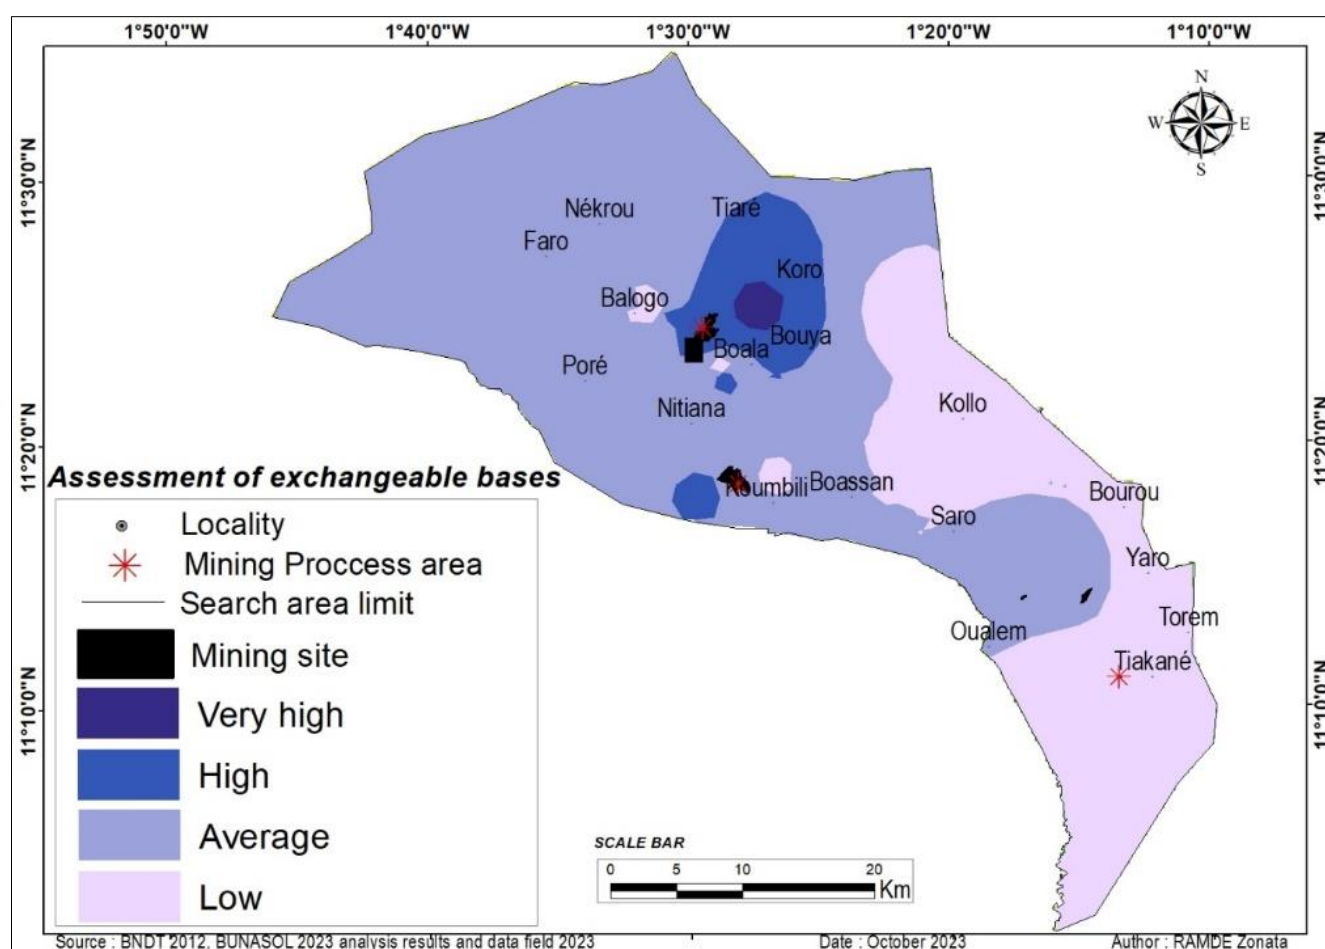 1°50'0"W 1°40'0"W 1°30'0"W 1°20'0"W 1°10'0"W
N
W E
S
11°30'0"N 11°30'0"N
Nékrou Tiaré
Faro
Koro
Balogo
Bouya
Boala
Poré
Nitiana Kollo
11°20'0"N 11°20'0"N
Koumbili Boassan
Bourou
Saro
Yaro
Oualem Torem
Tiakané
11°10'0"N 11°10'0"N
Assessment of exchangeable bases
Locality
Mining Proccess area
Search area limit
Mining site
Very high
High
Average
Low
SCALE BAR
0 5 10 20
Km
Source : BNDT 2012, BUNASOL 2023 analysis results and data field 2023 Date : October 2023 Author : RAMDE Zonata